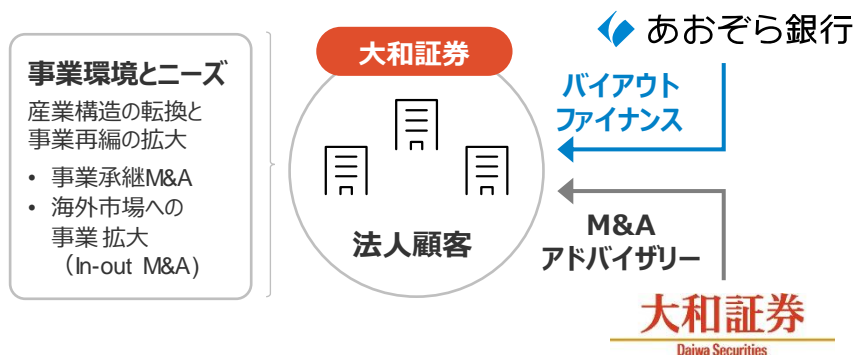 事業環境とニーズ
産業構造の転換と
事業再編の拡大
• 事業承継M&A
• 海外市場への
事業拡大
(In-out M&A)
大和証券
法人顧客
あおぞら銀行
バイアウト
ファイナンス
M&A
アドバイザリー
大和証券
Daiwa Securities